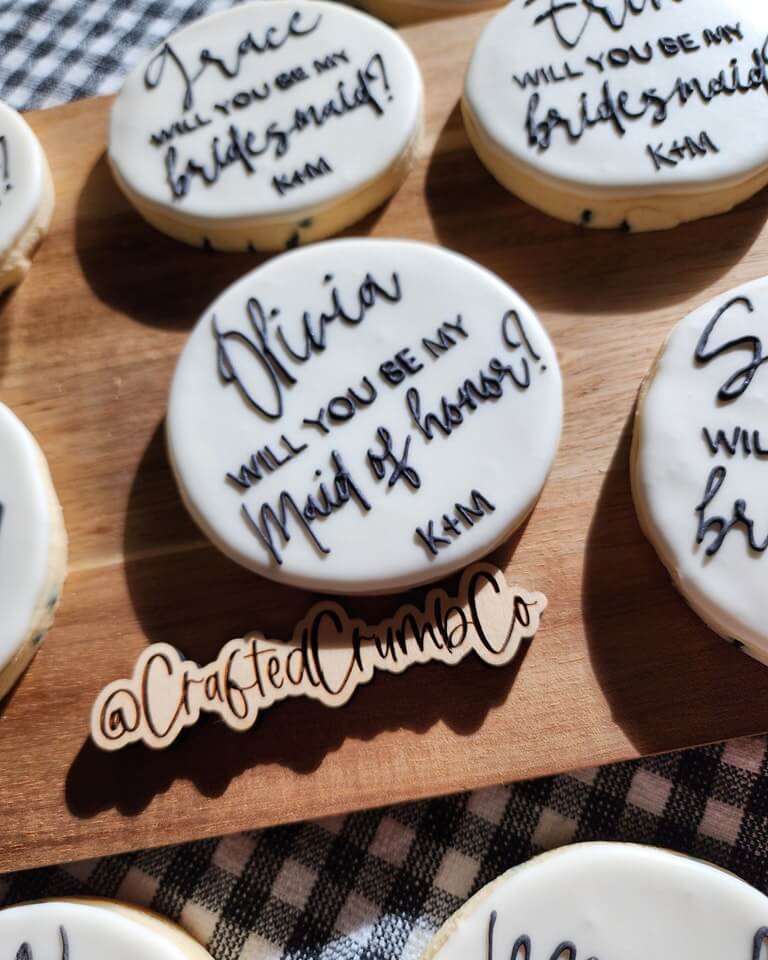 Grace
WILL YOU BE MY
bridesmaid?
K+M
WILL YOU BE MY
bridesmaid?
K+M
Olivia
WILL YOU BE MY
Maid of honor?
K+M
@CraftedCrumbCo